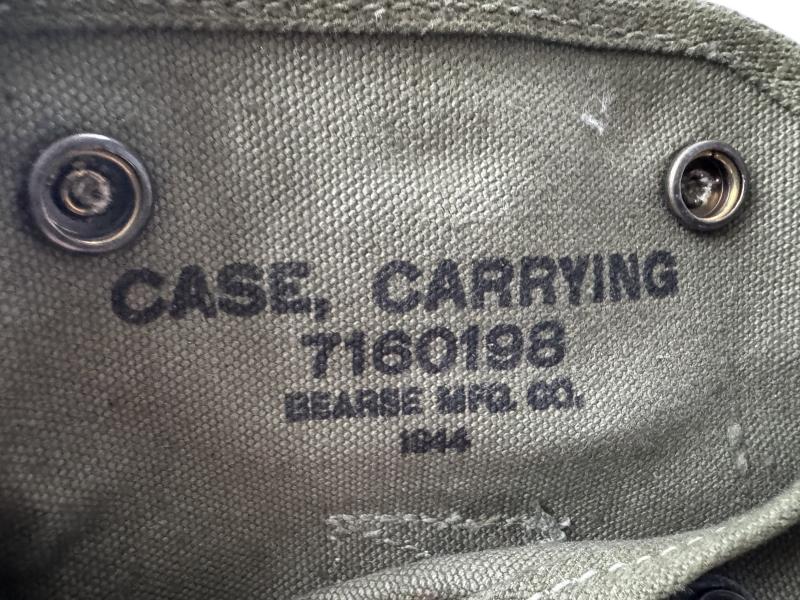 CASE, CARRYING
7160198
BEARSE MFG. CO.
1944